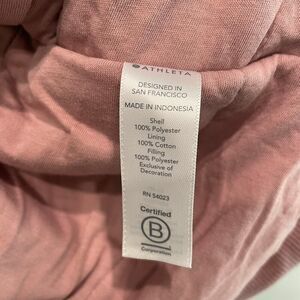 ATHLETA
DESIGNED IN
SAN FRANCISCO
MADE IN INDONESIA
Shell
100% Polyester
Lining
100% Cotton
Filling
100% Polyester
Exclusive of
Decoration
RN 54023
Certified
B
Corporation